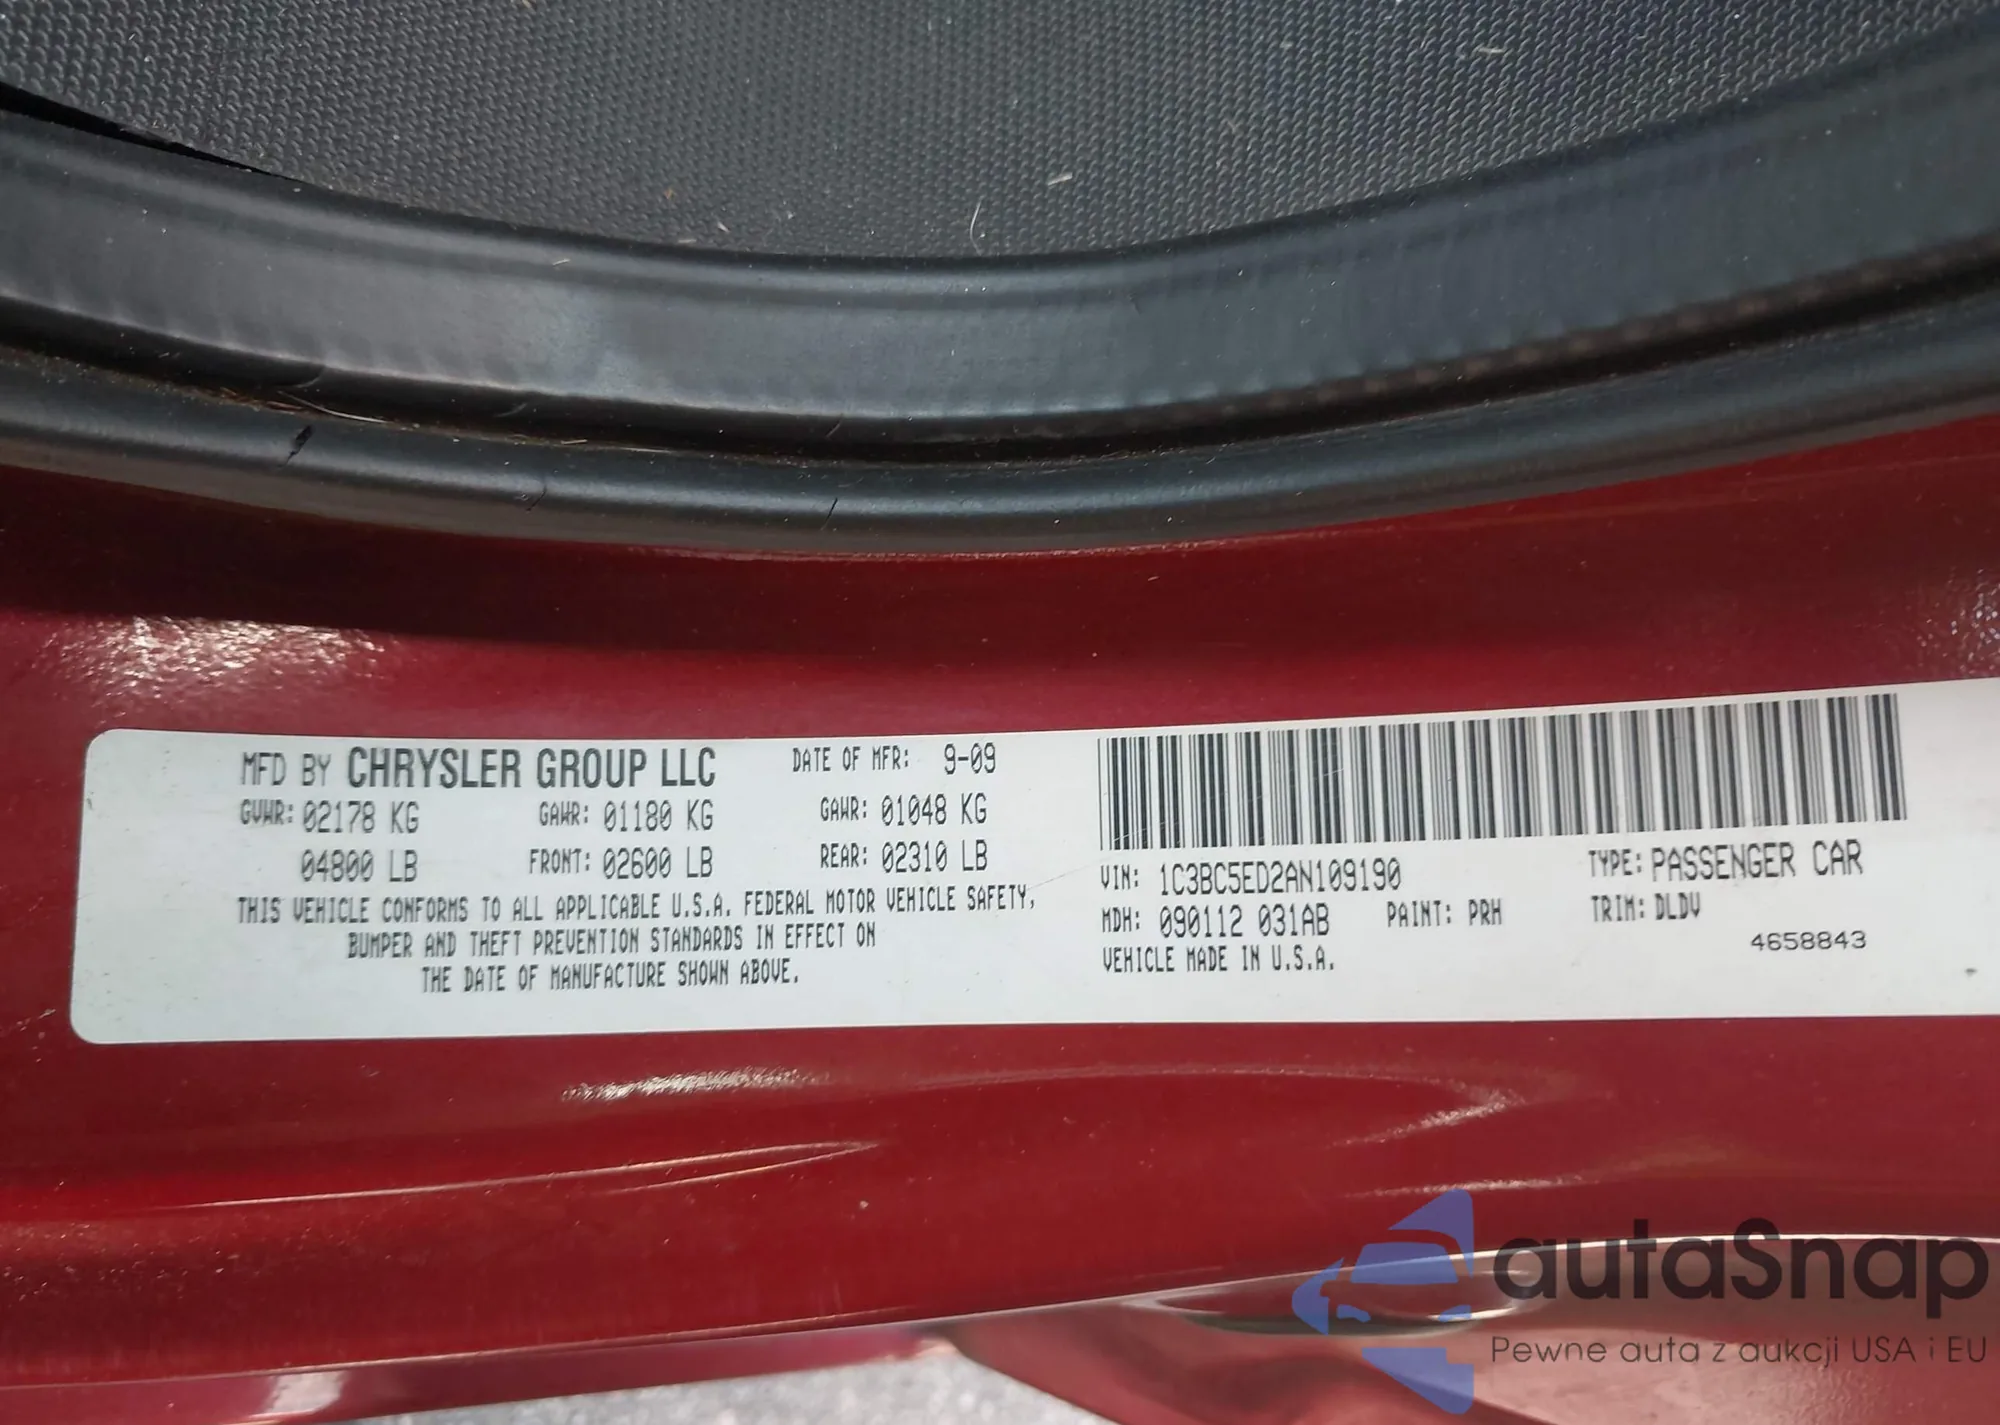 MFD BY CHRYSLER GROUP LLC DATE OF MFR: 9-09
GVWR: 02178 KG GAWR: 01180 KG GAWR: 01048 KG
04800 LB FRONT: 02600 LB REAR: 02310 LB
THIS VEHICLE CONFORMS TO ALL APPLICABLE U.S.A. FEDERAL MOTOR VEHICLE SAFETY,
BUMPER AND THEFT PREVENTION STANDARDS IN EFFECT ON
THE DATE OF MANUFACTURE SHOWN ABOVE.
VIN: 1C3BC5ED2AN109190 TYPE: PASSENGER CAR
MDH: 090112 031AB PAINT: PRH TRIM: DLDV
VEHICLE MADE IN U.S.A. 4658843
autaSnap
Pewne auta z aukcji USA i EU